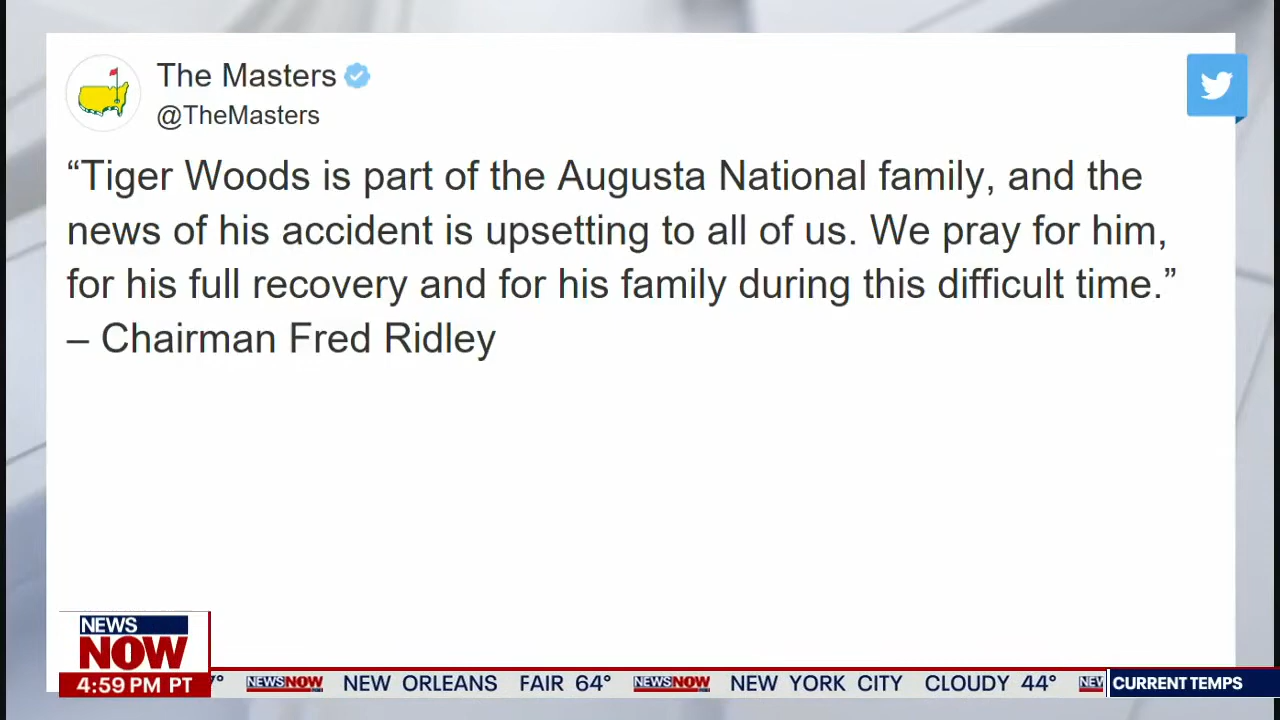 The Masters
@TheMasters
“Tiger Woods is part of the Augusta National family, and the
news of his accident is upsetting to all of us. We pray for him,
for his full recovery and for his family during this difficult time.”
– Chairman Fred Ridley
NEWS
NOW
4:59 PM PT
° NEWSNOW NEW ORLEANS FAIR 64° NEWSNOW NEW YORK CITY CLOUDY 44° NEW CURRENT TEMPS